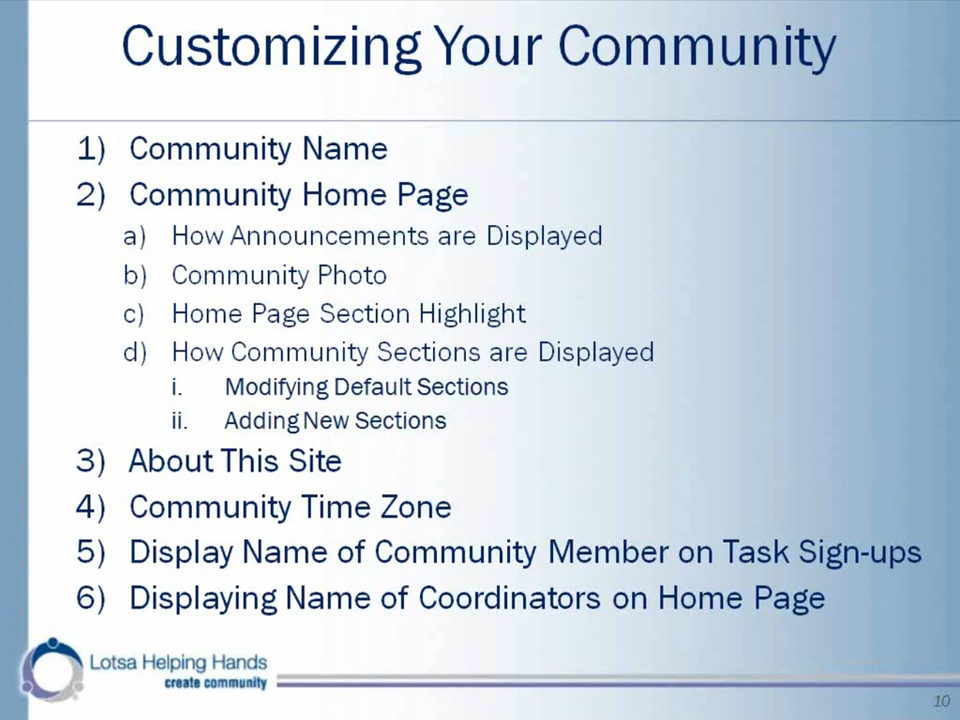 Customizing Your Community
1) Community Name
2) Community Home Page
a) How Announcements are Displayed
b) Community Photo
c) Home Page Section Highlight
d) How Community Sections are Displayed
i. Modifying Default Sections
ii. Adding New Sections
3) About This Site
4) Community Time Zone
5) Display Name of Community Member on Task Sign-ups
6) Displaying Name of Coordinators on Home Page
Lotsa Helping Hands
create community
10